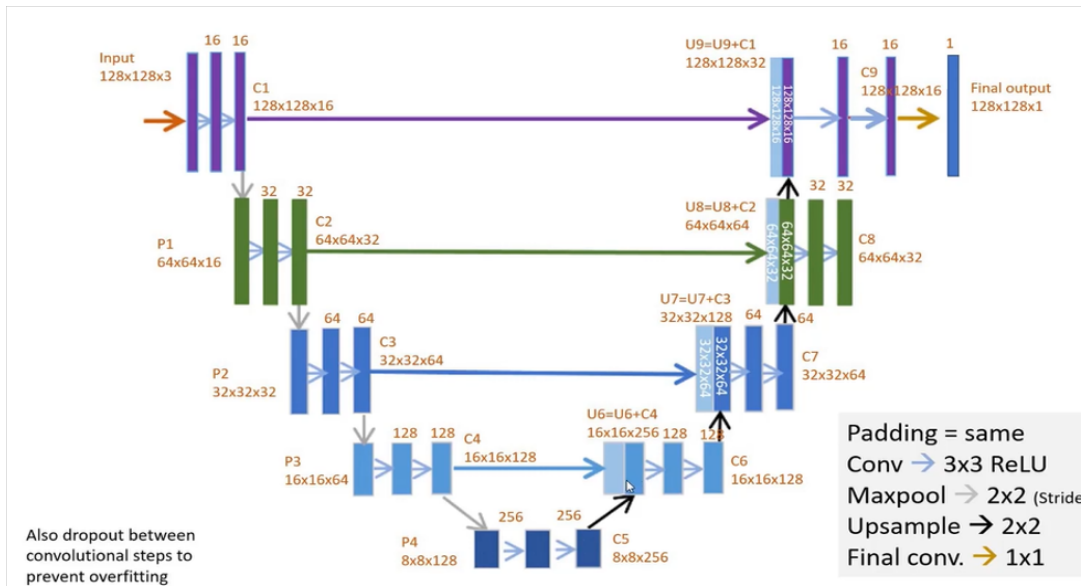 Input
128x128x3
16
16
C1
128x128x16
U9=U9+C1
128x128x32
128x128x16
128x128x16
16
16
C9
128x128x16
1
Final output
128x128x1
P1
64x64x16
32
32
C2
64x64x32
U8=U8+C2
64x64x64
64x64x32
64x64x32
32
32
C8
64x64x32
P2
32x32x32
64
64
C3
32x32x64
U7=U7+C3
32x32x128
32x32x64
32x32x64
64
64
C7
32x32x64
P3
16x16x64
128
128
C4
16x16x128
U6=U6+C4
16x16x256
128
128
C6
16x16x128
P4
8x8x128
256
256
C5
8x8x256
Also dropout between
convolutional steps to
prevent overfitting
Padding = same
Conv → 3x3 ReLU
Maxpool → 2x2 (Stride
Upsample → 2x2
Final conv. → 1x1